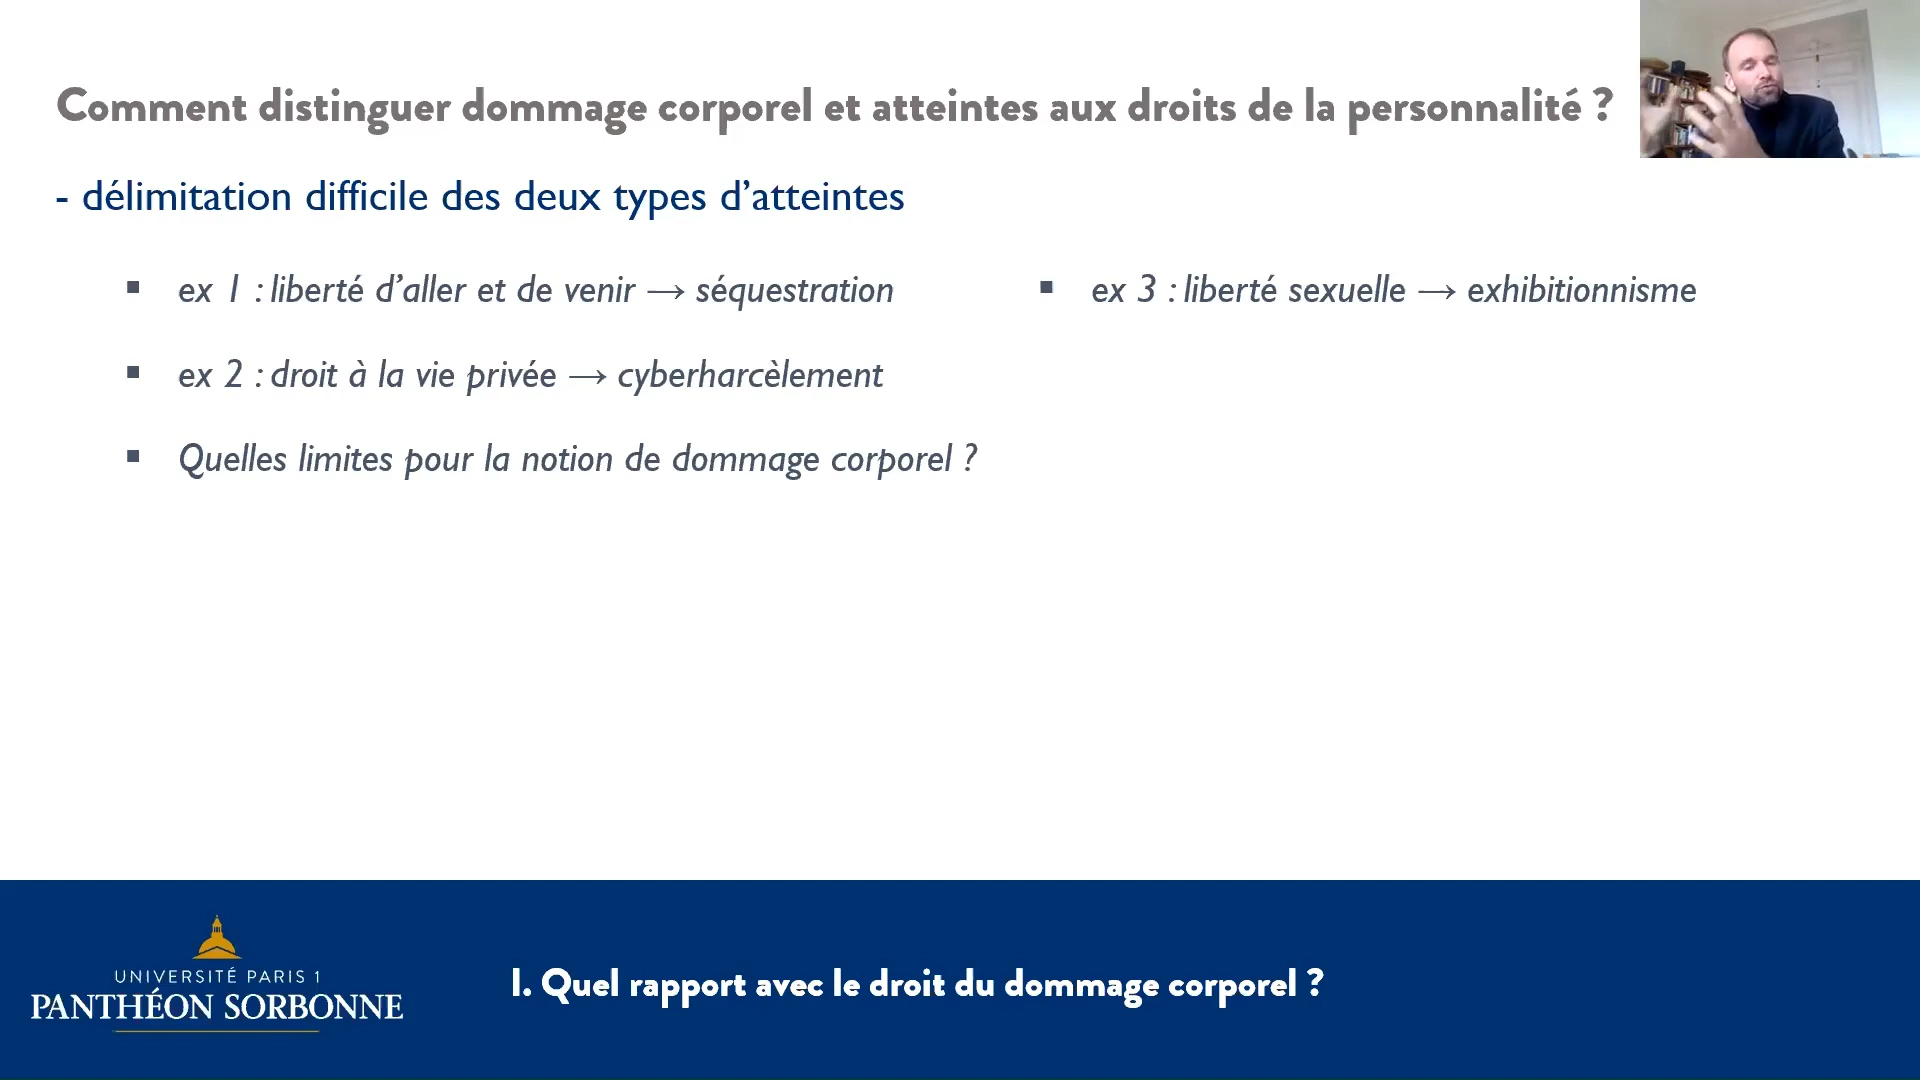 Comment distinguer dommage corporel et atteintes aux droits de la personnalité ?
- délimitation difficile des deux types d’atteintes
▪ ex 1 : liberté d’aller et de venir → séquestration
▪ ex 2 : droit à la vie privée → cyberharcèlement
▪ Quelles limites pour la notion de dommage corporel ?
▪ ex 3 : liberté sexuelle → exhibitionnisme
UNIVERSITÉ PARIS 1
PANTHÉON SORBONNE
I. Quel rapport avec le droit du dommage corporel ?